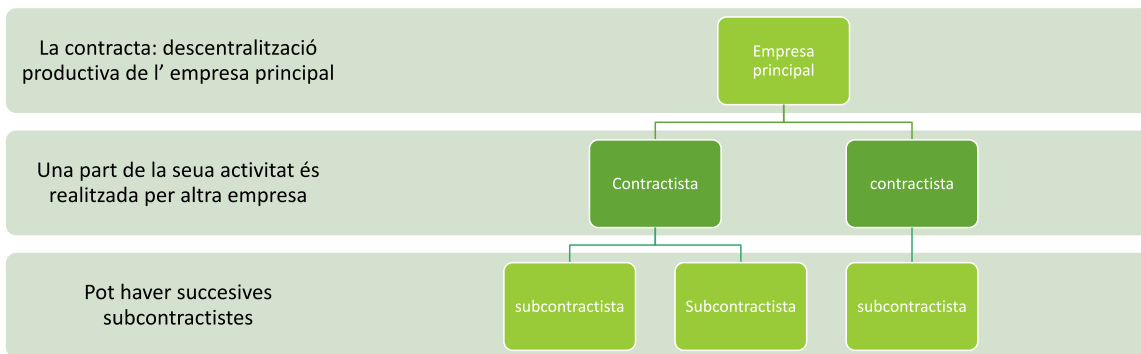 La contracta: descentralització
productiva de l’ empresa principal
Empresa
principal
Una part de la seua activitat és
realitzada per altra empresa
Contractista
contractista
Pot haver succesives
subcontractistes
subcontractista
Subcontractista
subcontractista